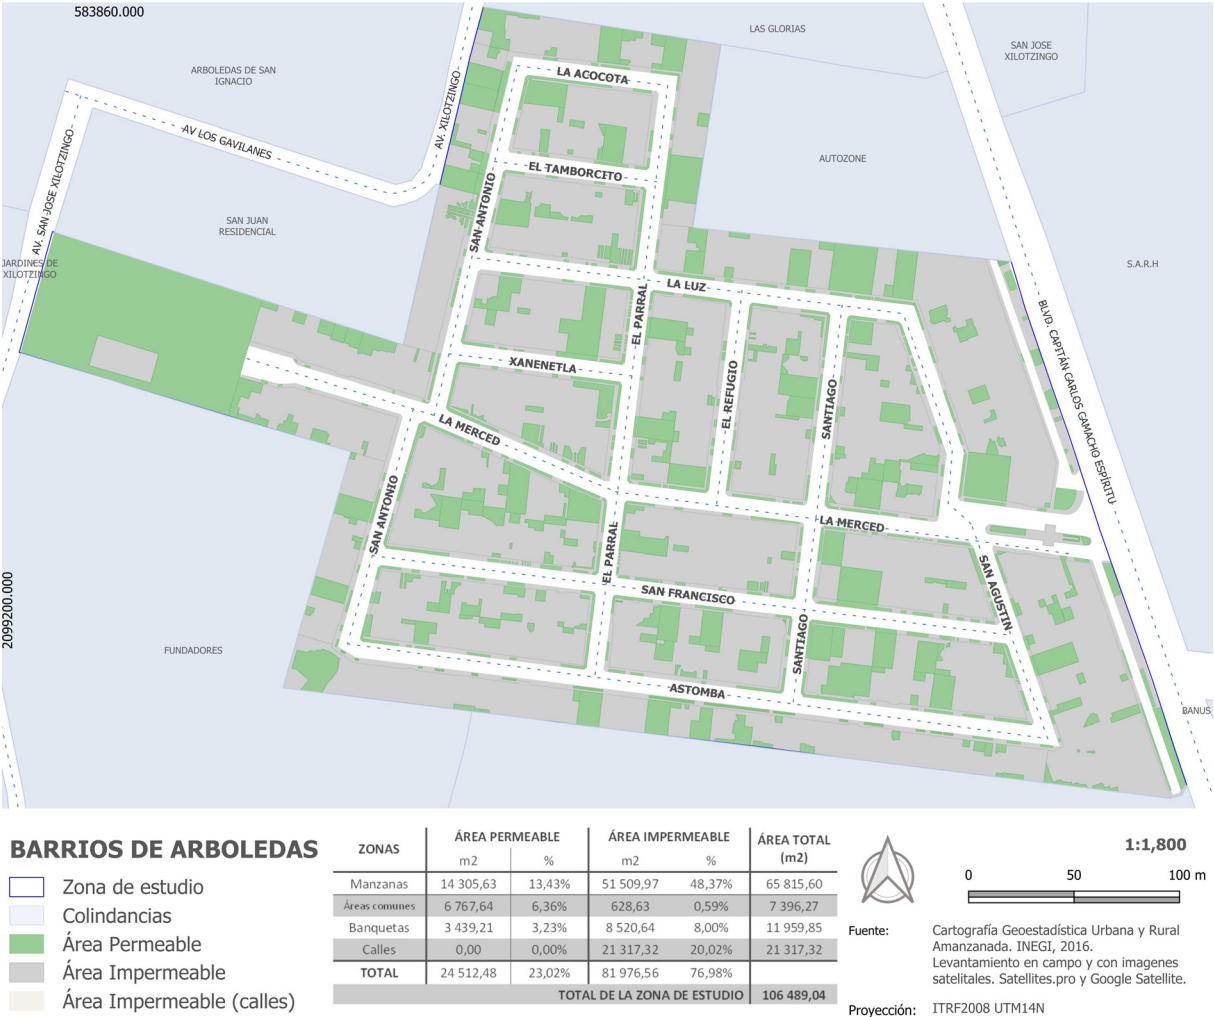 583860.000
2099200.000
LAS GLORIAS
SAN JOSE
XILOTZINGO
ARBOLEDAS DE SAN
IGNACIO
AV. XILOTZINGO
LA ACOCOTA
AV LOS GAVILANES
AV. SAN JOSE XILOTZINGO
EL TAMBORCITO
AUTOZONE
SAN ANTONIO
SAN JUAN
RESIDENCIAL
JARDINES DE
XILOTZINGO
S.A.R.H
LA LUZ
EL PARRAL
BLVD. CAPITÁN CARLOS GAMACHO ESPÍRITU
XANENETLA
EL REFUGIO
SANTIAGO
LA MERCED
SAN ANTONIO
LA MERCED
EL PARRAL
SAN AGUSTIN
SAN FRANCISCO
SANTIAGO
FUNDADORES
ASTOMBA
BANUS
BARRIOS DE ARBOLEDAS
Zona de estudio
Colindancias
Área Permeable
Área Impermeable
Área Impermeable (calles)
ZONAS ÁREA PERMEABLE ÁREA IMPERMEABLE ÁREA TOTAL
m2 % m2 % (m2)
Manzanas 14 305,63 13,43% 51 509,97 48,37% 65 815,60
Áreas comunes 6 767,64 6,36% 628,63 0,59% 7 396,27
Banquetas 3 439,21 3,23% 8 520,64 8,00% 11 959,85
Calles 0,00 0,00% 21 317,32 20,02% 21 317,32
TOTAL 24 512,48 23,02% 81 976,56 76,98%
TOTAL DE LA ZONA DE ESTUDIO 106 489,04
1:1,800
0 50 100 m
Fuente: Cartografía Geoestadística Urbana y Rural
Amanzanada. INEGI, 2016.
Levantamiento en campo y con imagenes
satelitales. Satellites.pro y Google Satellite.
Proyección: ITRF2008 UTM14N